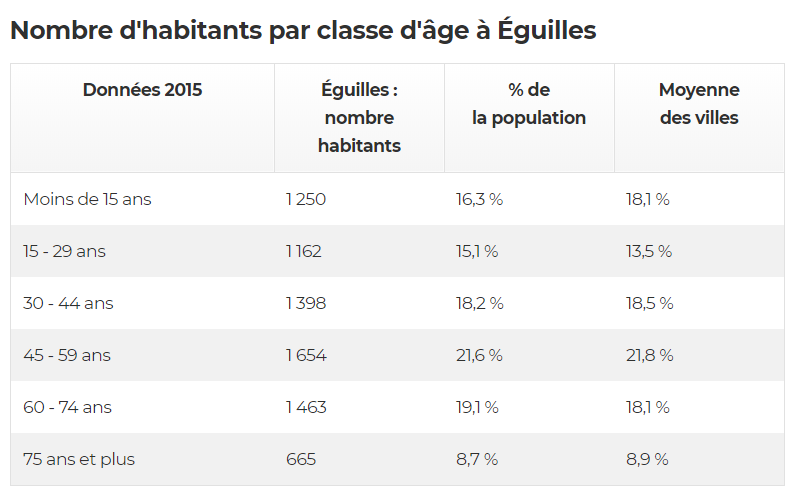 Nombre d'habitants par classe d'âge à Éguilles
Données 2015 Éguilles : nombre habitants % de la population Moyenne des villes
Moins de 15 ans 1 250 16,3 % 18,1 %
15 - 29 ans 1 162 15,1 % 13,5 %
30 - 44 ans 1 398 18,2 % 18,5 %
45 - 59 ans 1 654 21,6 % 21,8 %
60 - 74 ans 1 463 19,1 % 18,1 %
75 ans et plus 665 8,7 % 8,9 %